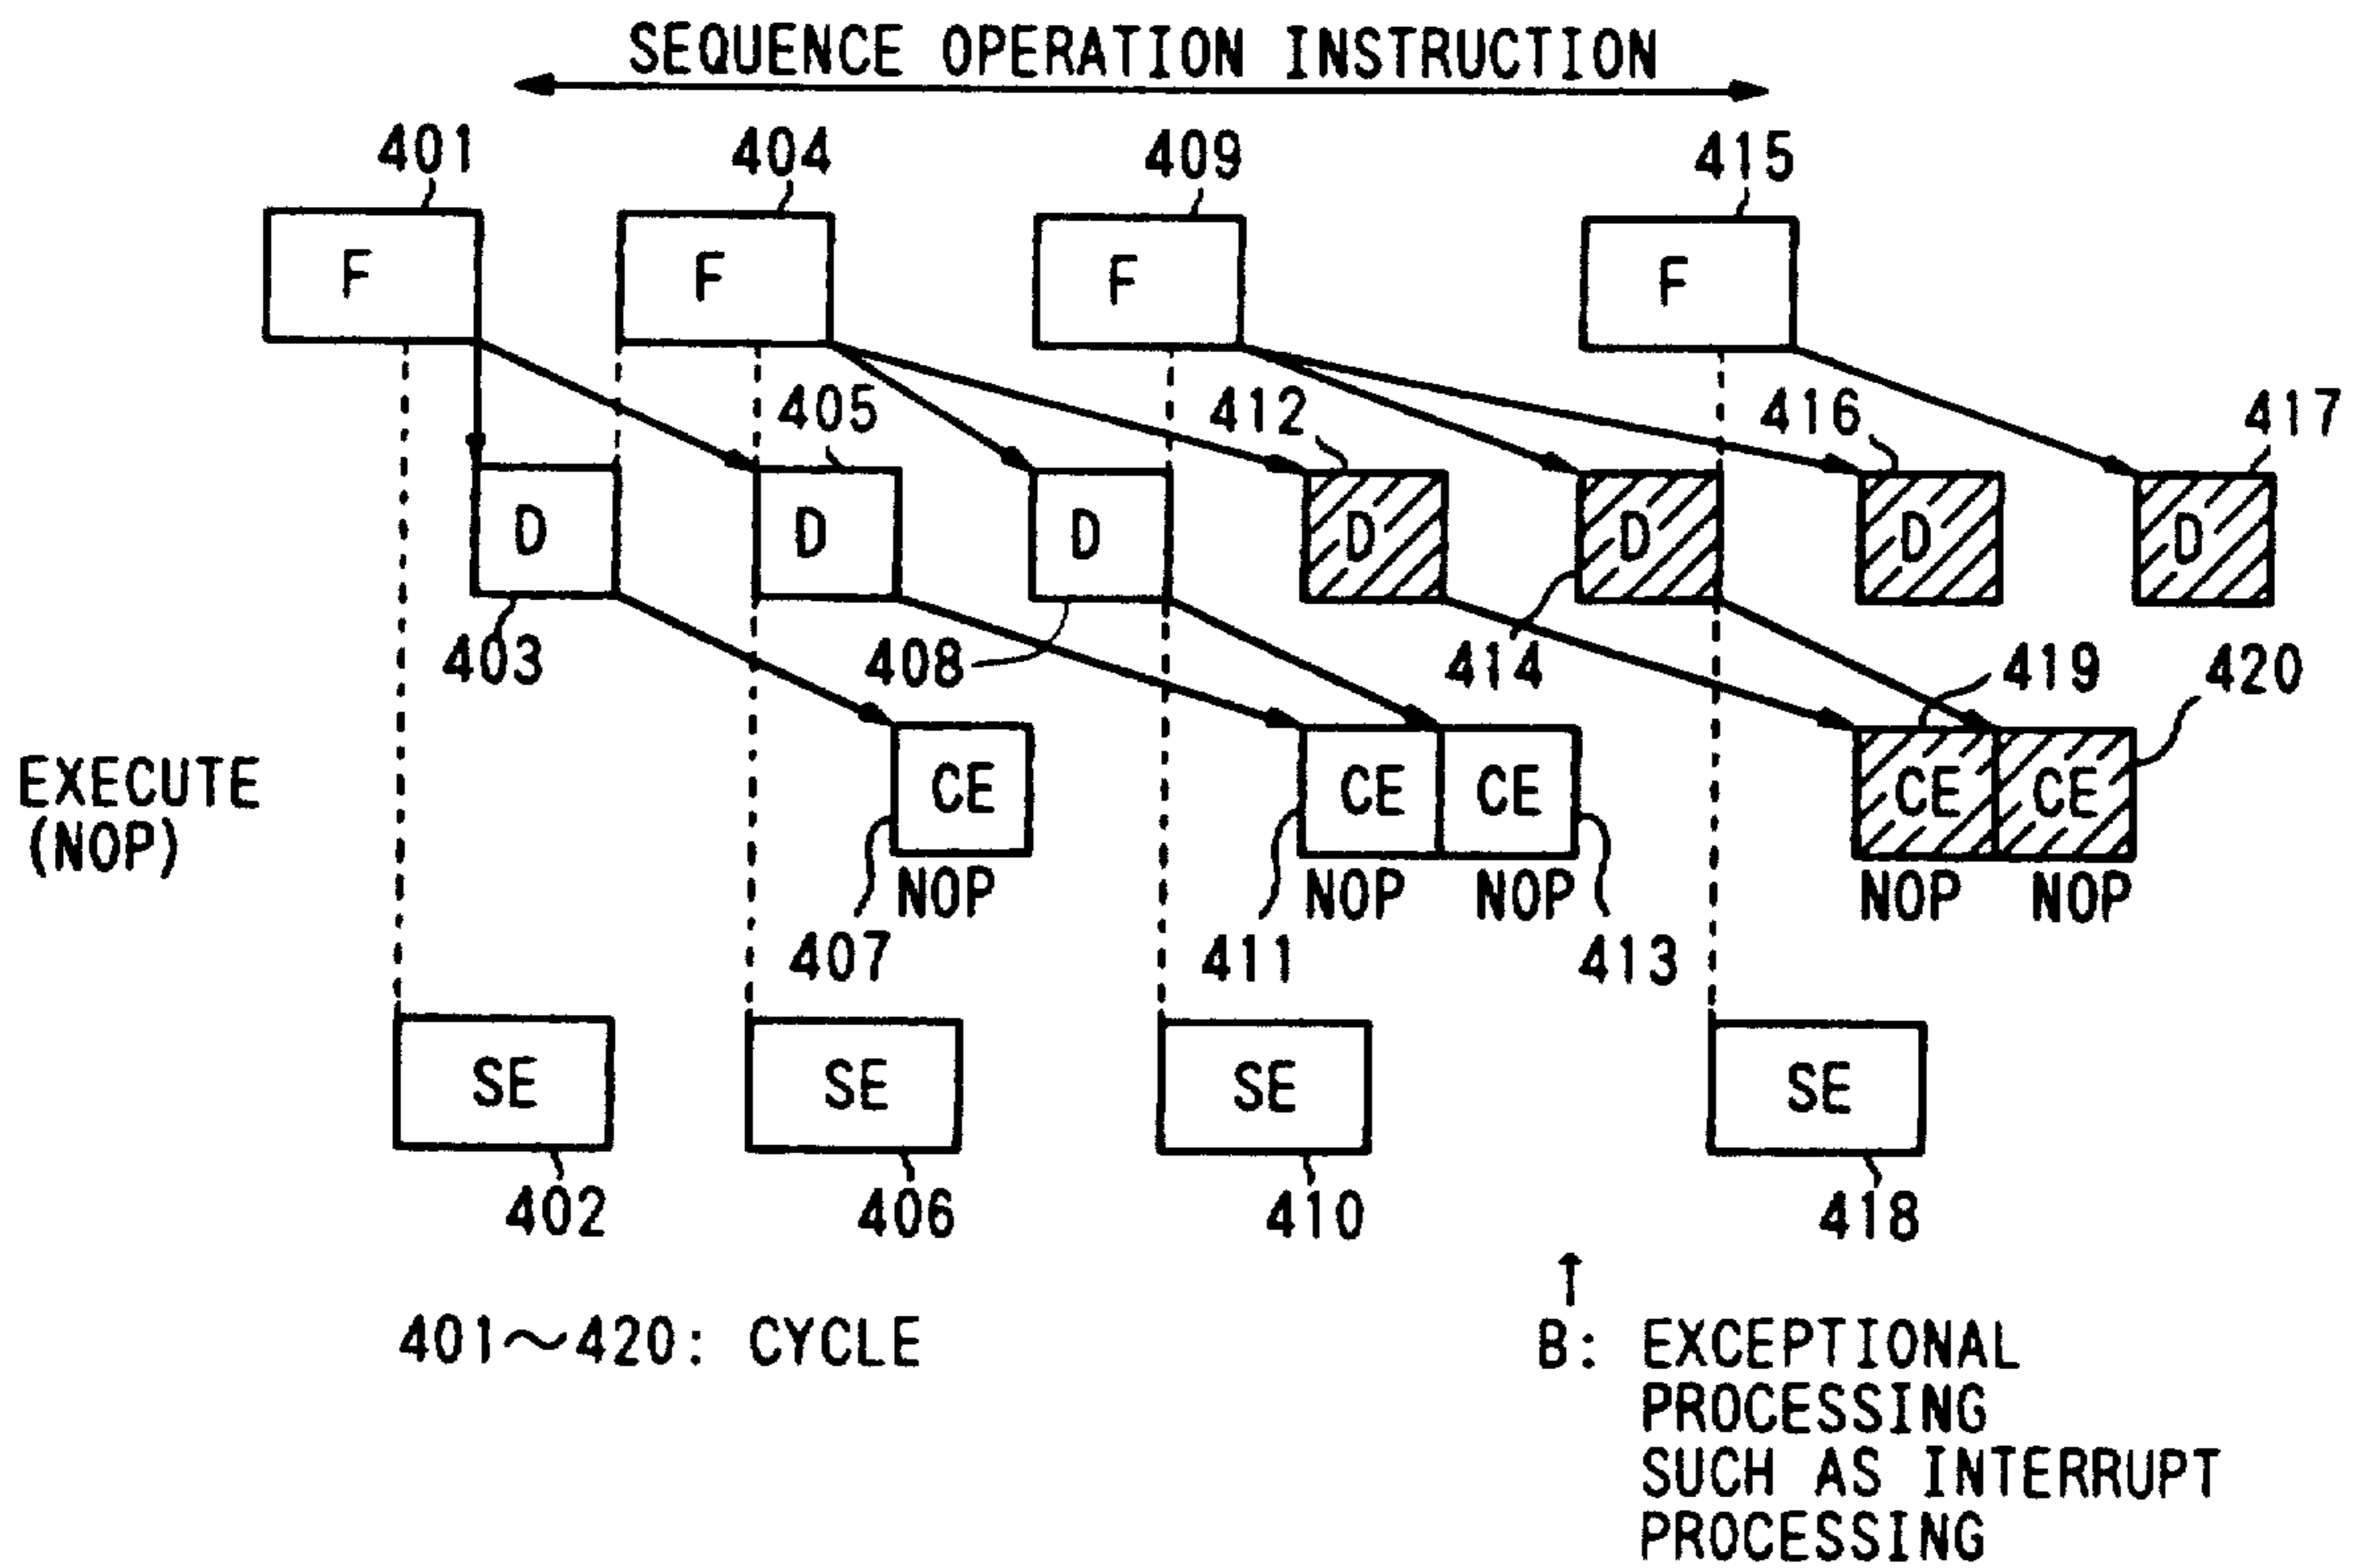 SEQUENCE OPERATION INSTRUCTION
401 404 409 415
F F F F
405 412 416 417
D D D D D D D
403 408 414 419 420
EXECUTE
(NOP)
CE CE CE CE CE
NOP NOP NOP NOP NOP
407 411 413
SE SE SE SE
402 406 410 418
401~420: CYCLE
B: EXCEPTIONAL
PROCESSING
SUCH AS INTERRUPT
PROCESSING